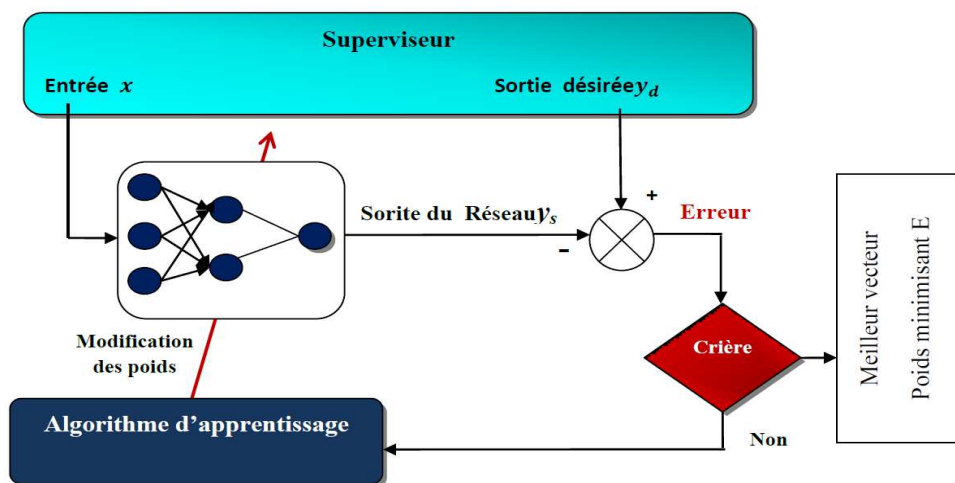 Superviseur
Entrée x
Sortie désirée y_d
Sorite du Réseau y_s
+
-
Erreur
Modification
des poids
Crière
Meilleur vecteur
Poids minimisant E
Algorithme d’apprentissage
Non